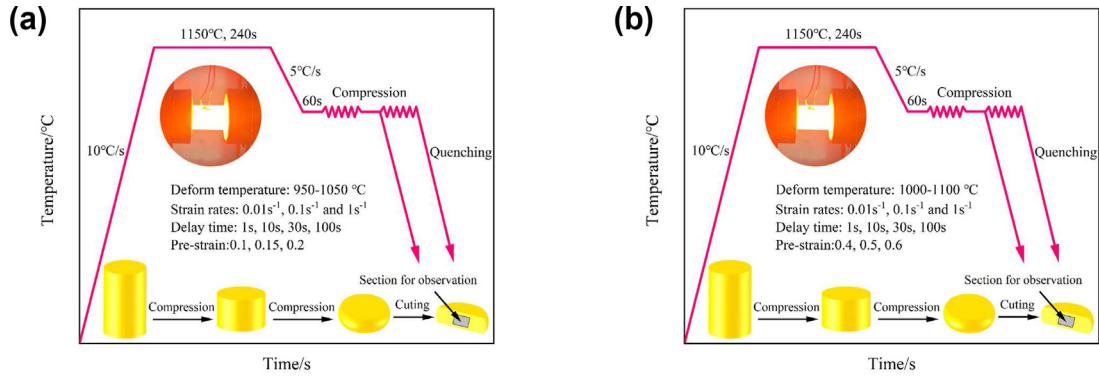 (a)
Temperature/°C
1150℃, 240s
5℃/s
60s
Compression
10℃/s
Quenching
Deform temperature: 950-1050 ℃
Strain rates: 0.01s⁻¹, 0.1s⁻¹ and 1s⁻¹
Delay time: 1s, 10s, 30s, 100s
Pre-strain:0.1, 0.15, 0.2
Section for observation
Compression
Compression
Cuting
Time/s
(b)
Temperature/°C
1150℃, 240s
5℃/s
60s
Compression
10℃/s
Quenching
Deform temperature: 1000-1100 ℃
Strain rates: 0.01s⁻¹, 0.1s⁻¹ and 1s⁻¹
Delay time: 1s, 10s, 30s, 100s
Pre-strain:0.4, 0.5, 0.6
Section for observation
Compression
Compression
Cuting
Time/s